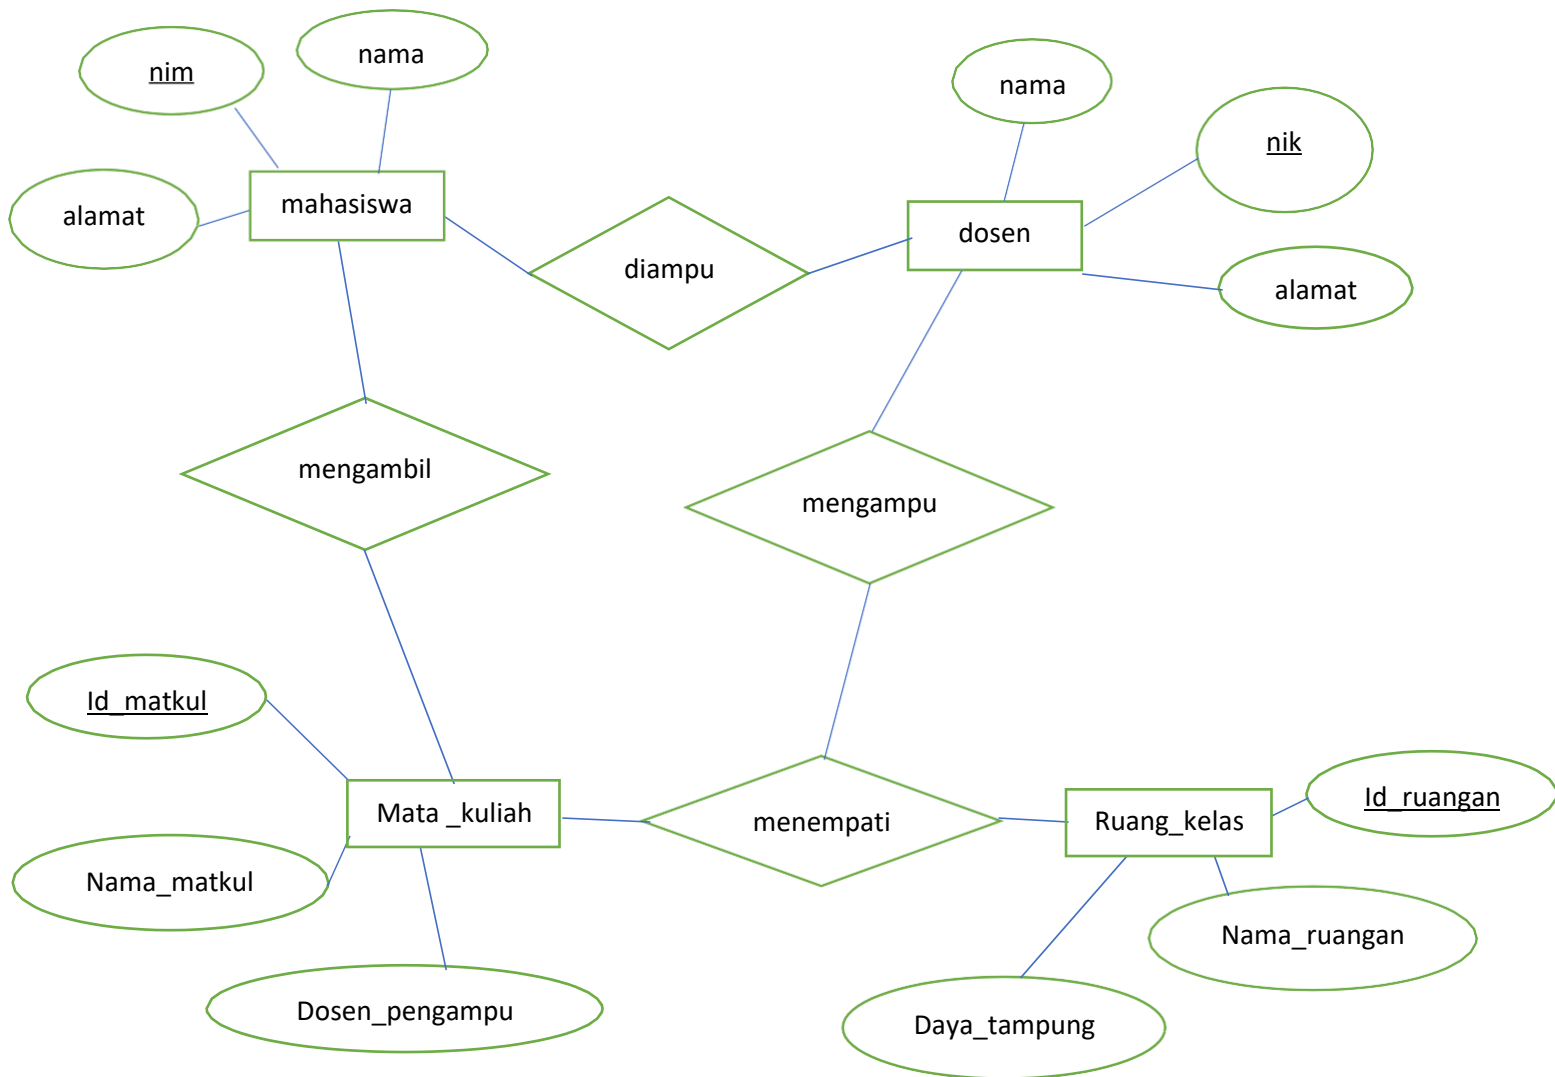 nim
nama
nama
nik
alamat
mahasiswa
dosen
diampu
alamat
mengambil
mengampu
Id_matkul
Mata _kuliah
menempati
Ruang_kelas
Id_ruangan
Nama_matkul
Nama_ruangan
Dosen_pengampu
Daya_tampung